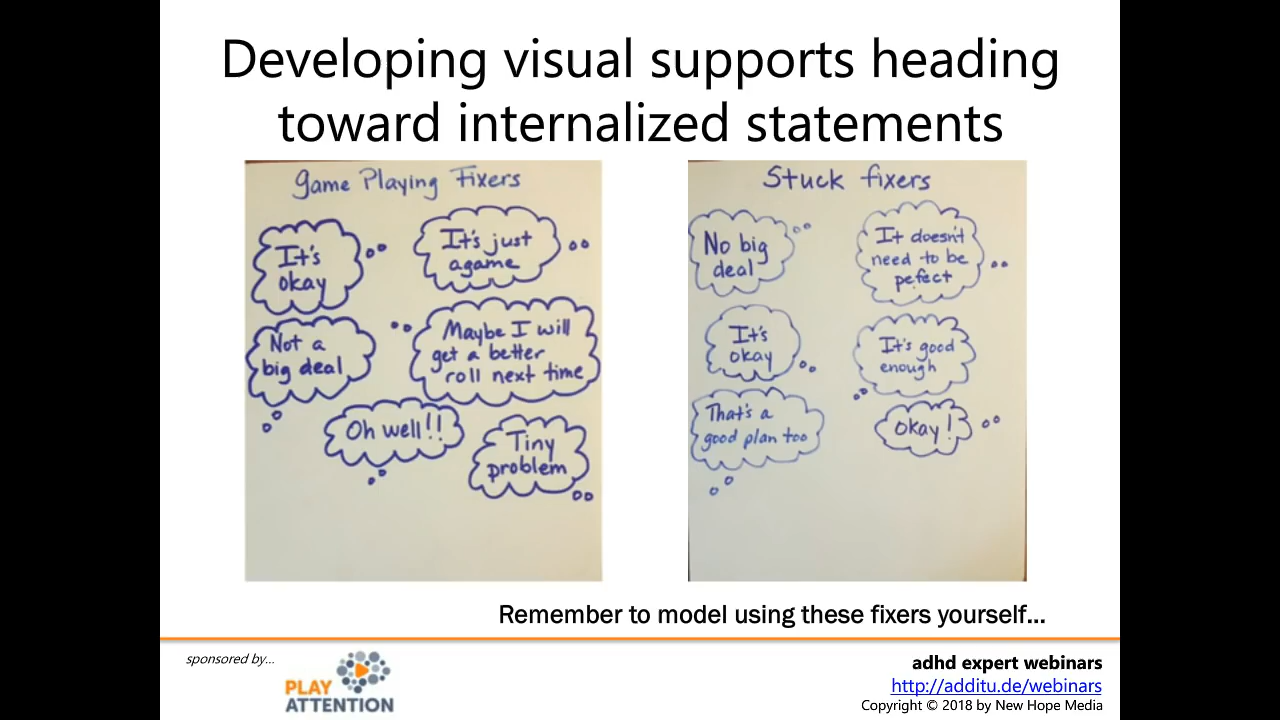 Developing visual supports heading
toward internalized statements
Game Playing Fixers
It's
okay
It's just
a game
Not a
big deal
Maybe I will
get a better
roll next time
Oh well!!
Tiny
problem
Stuck fixers
No big
deal
It doesn't
need to be
pefect
It's
okay
It's good
enough
That's a
good plan too
Okay!
Remember to model using these fixers yourself...
sponsored by...
PLAY
ATTENTION
adhd expert webinars
http://additu.de/webinars
Copyright © 2018 by New Hope Media